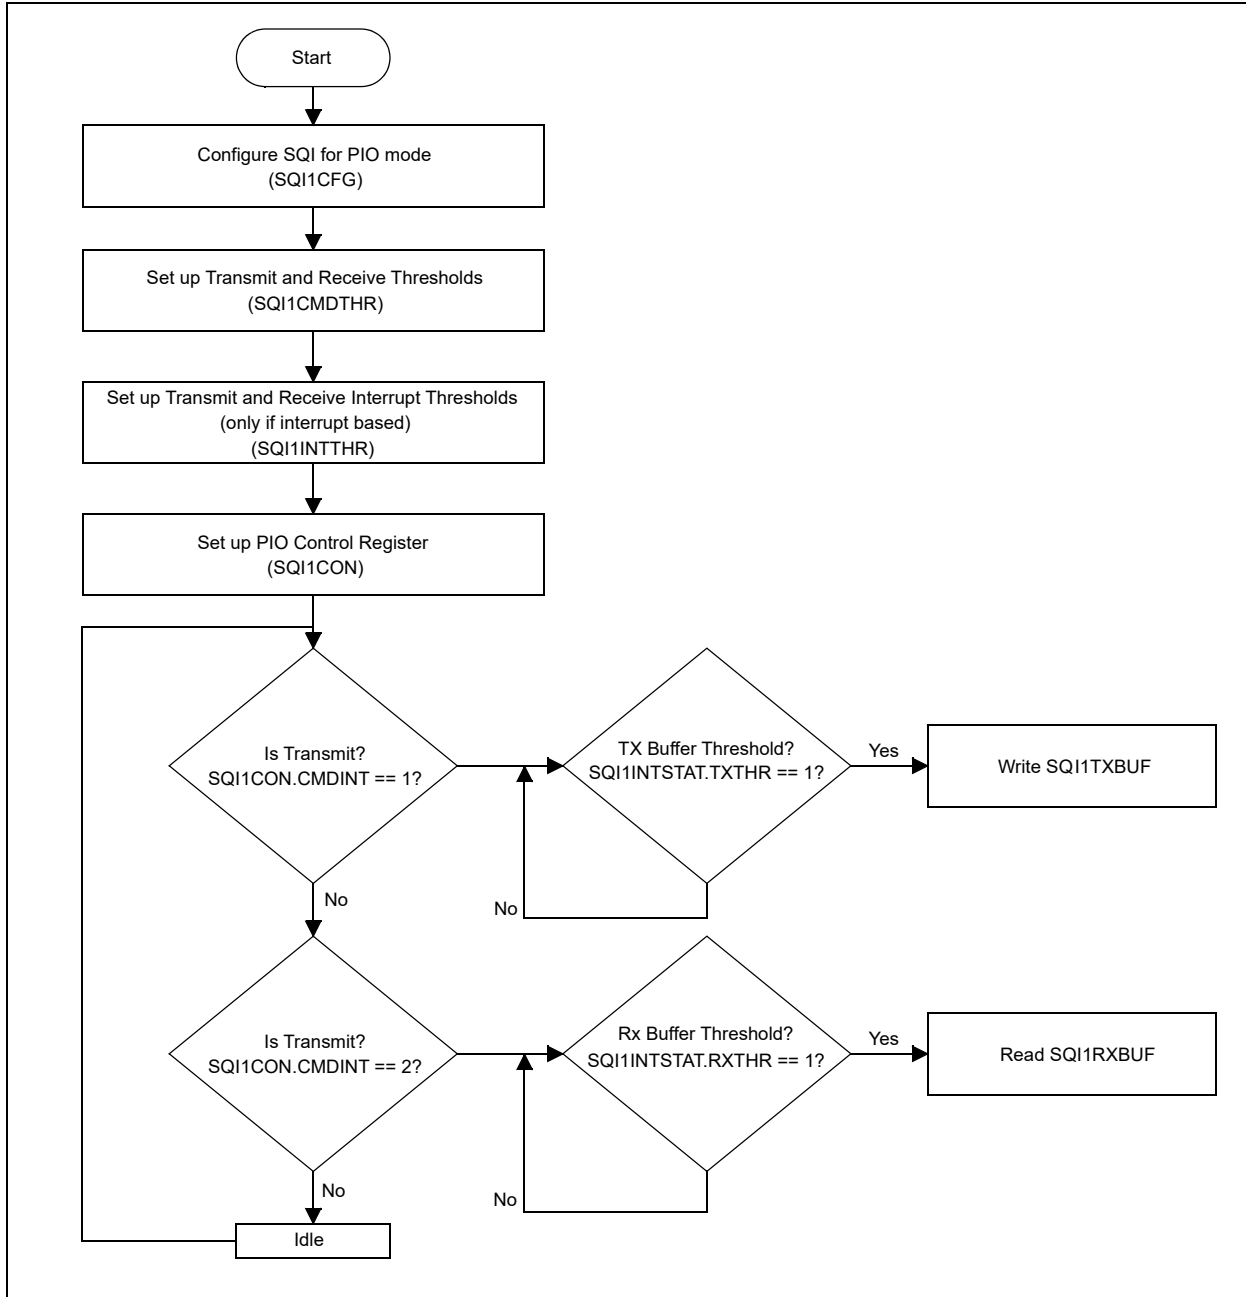 Start
Configure SQI for PIO mode
(SQI1CFG)
Set up Transmit and Receive Thresholds
(SQI1CMDTHR)
Set up Transmit and Receive Interrupt Thresholds
(only if interrupt based)
(SQI1INTTHR)
Set up PIO Control Register
(SQI1CON)
Is Transmit?
SQI1CON.CMDINT == 1?
TX Buffer Threshold?
SQI1INTSTAT.TXTHR == 1?
Yes
Write SQI1TXBUF
No
No
Is Transmit?
SQI1CON.CMDINT == 2?
Rx Buffer Threshold?
SQI1INTSTAT.RXTHR == 1?
Yes
Read SQI1RXBUF
No
No
Idle